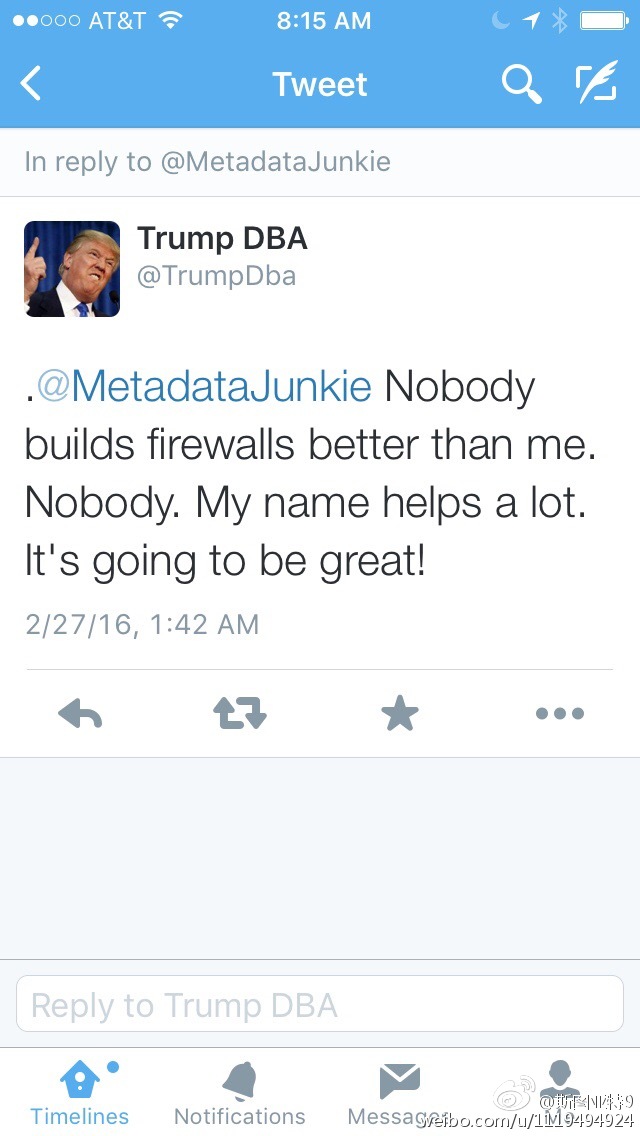 AT&T 8:15 AM
Tweet
In reply to @MetadataJunkie
Trump DBA
@TrumpDba
.@MetadataJunkie Nobody
builds firewalls better than me.
Nobody. My name helps a lot.
It's going to be great!
2/27/16, 1:42 AM
Reply to Trump DBA
Timelines Notifications
weibo.com/u/1119494924